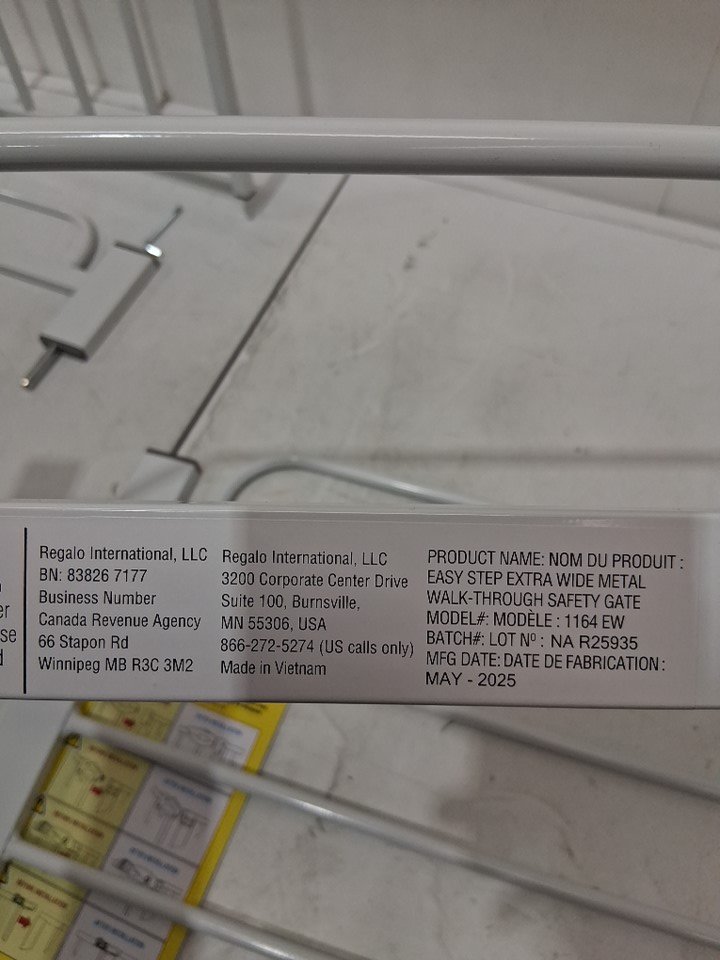 er
se
Regalo International, LLC
BN: 83826 7177
Business Number
Canada Revenue Agency
66 Stapon Rd
Winnipeg MB R3C 3M2
Regalo International, LLC
3200 Corporate Center Drive
Suite 100, Burnsville,
MN 55306, USA
866-272-5274 (US calls only)
Made in Vietnam
PRODUCT NAME: NOM DU PRODUIT :
EASY STEP EXTRA WIDE METAL
WALK-THROUGH SAFETY GATE
MODEL#: MODÈLE : 1164 EW
BATCH#: LOT Nº : NA R25935
MFG DATE: DATE DE FABRICATION :
MAY - 2025